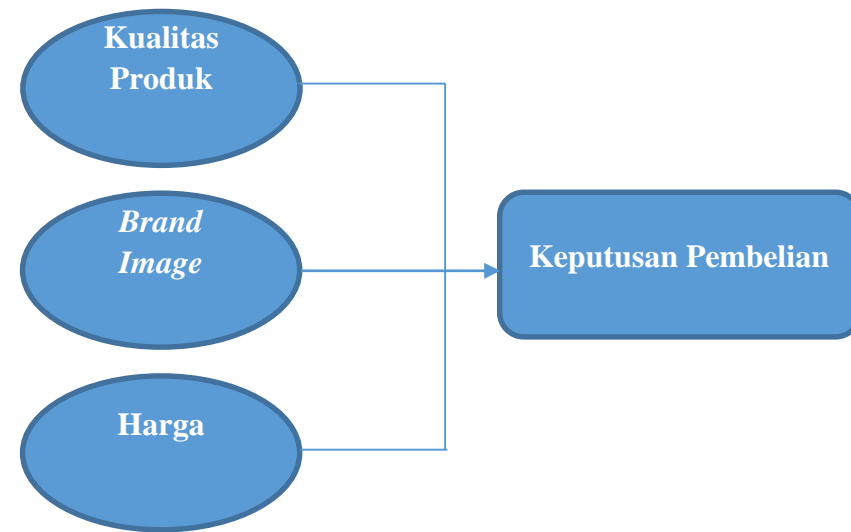 Kualitas
Produk
Brand
Image
Keputusan Pembelian
Harga